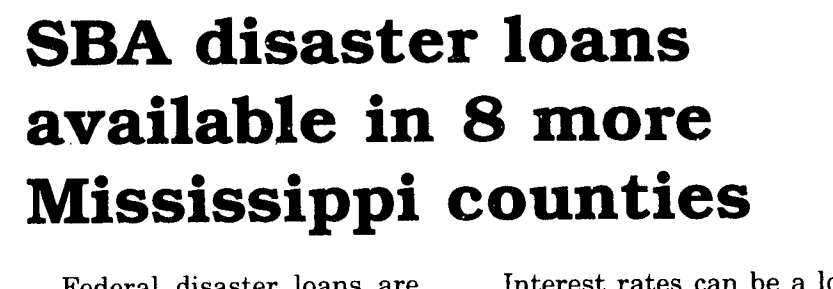 SBA disaster loans
available in 8 more
Mississippi counties
Federal disaster loans are
Interest rates can be a